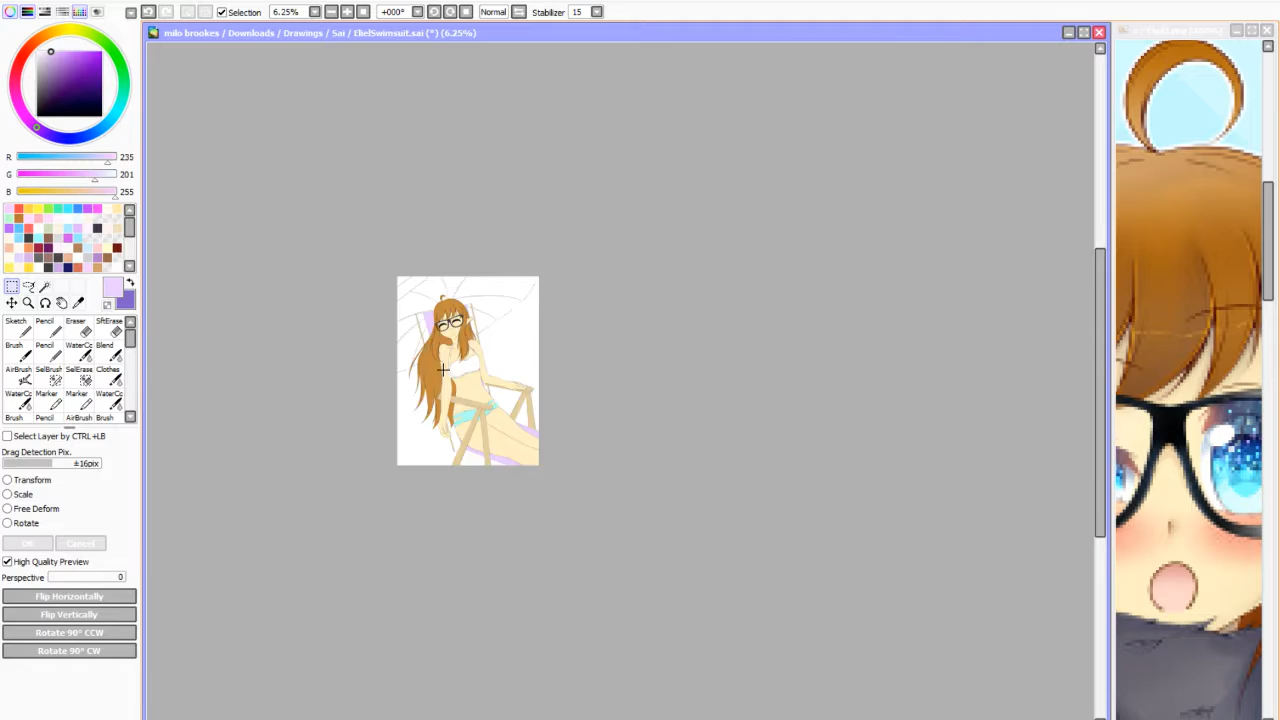 Selection 6.25% +000° Normal Stabilizer 15
milo brookes / Downloads / Drawings / Sai / ElielSwimsuit.sai (*) (6.25%)
R 235
G 201
B 255
Sketch Pencil Eraser SftErase
Brush Pencil WaterCo Blend
AirBrush SelBrush SelErase Clothes
WaterCo Marker Marker WaterCo
Brush Pencil AirBrush Brush
Select Layer by CTRL+LB
Drag Detection Pix.
±16pix
Transform
Scale
Free Deform
Rotate
OK Cancel
High Quality Preview
Perspective 0
Flip Horizontally
Flip Vertically
Rotate 90° CCW
Rotate 90° CW